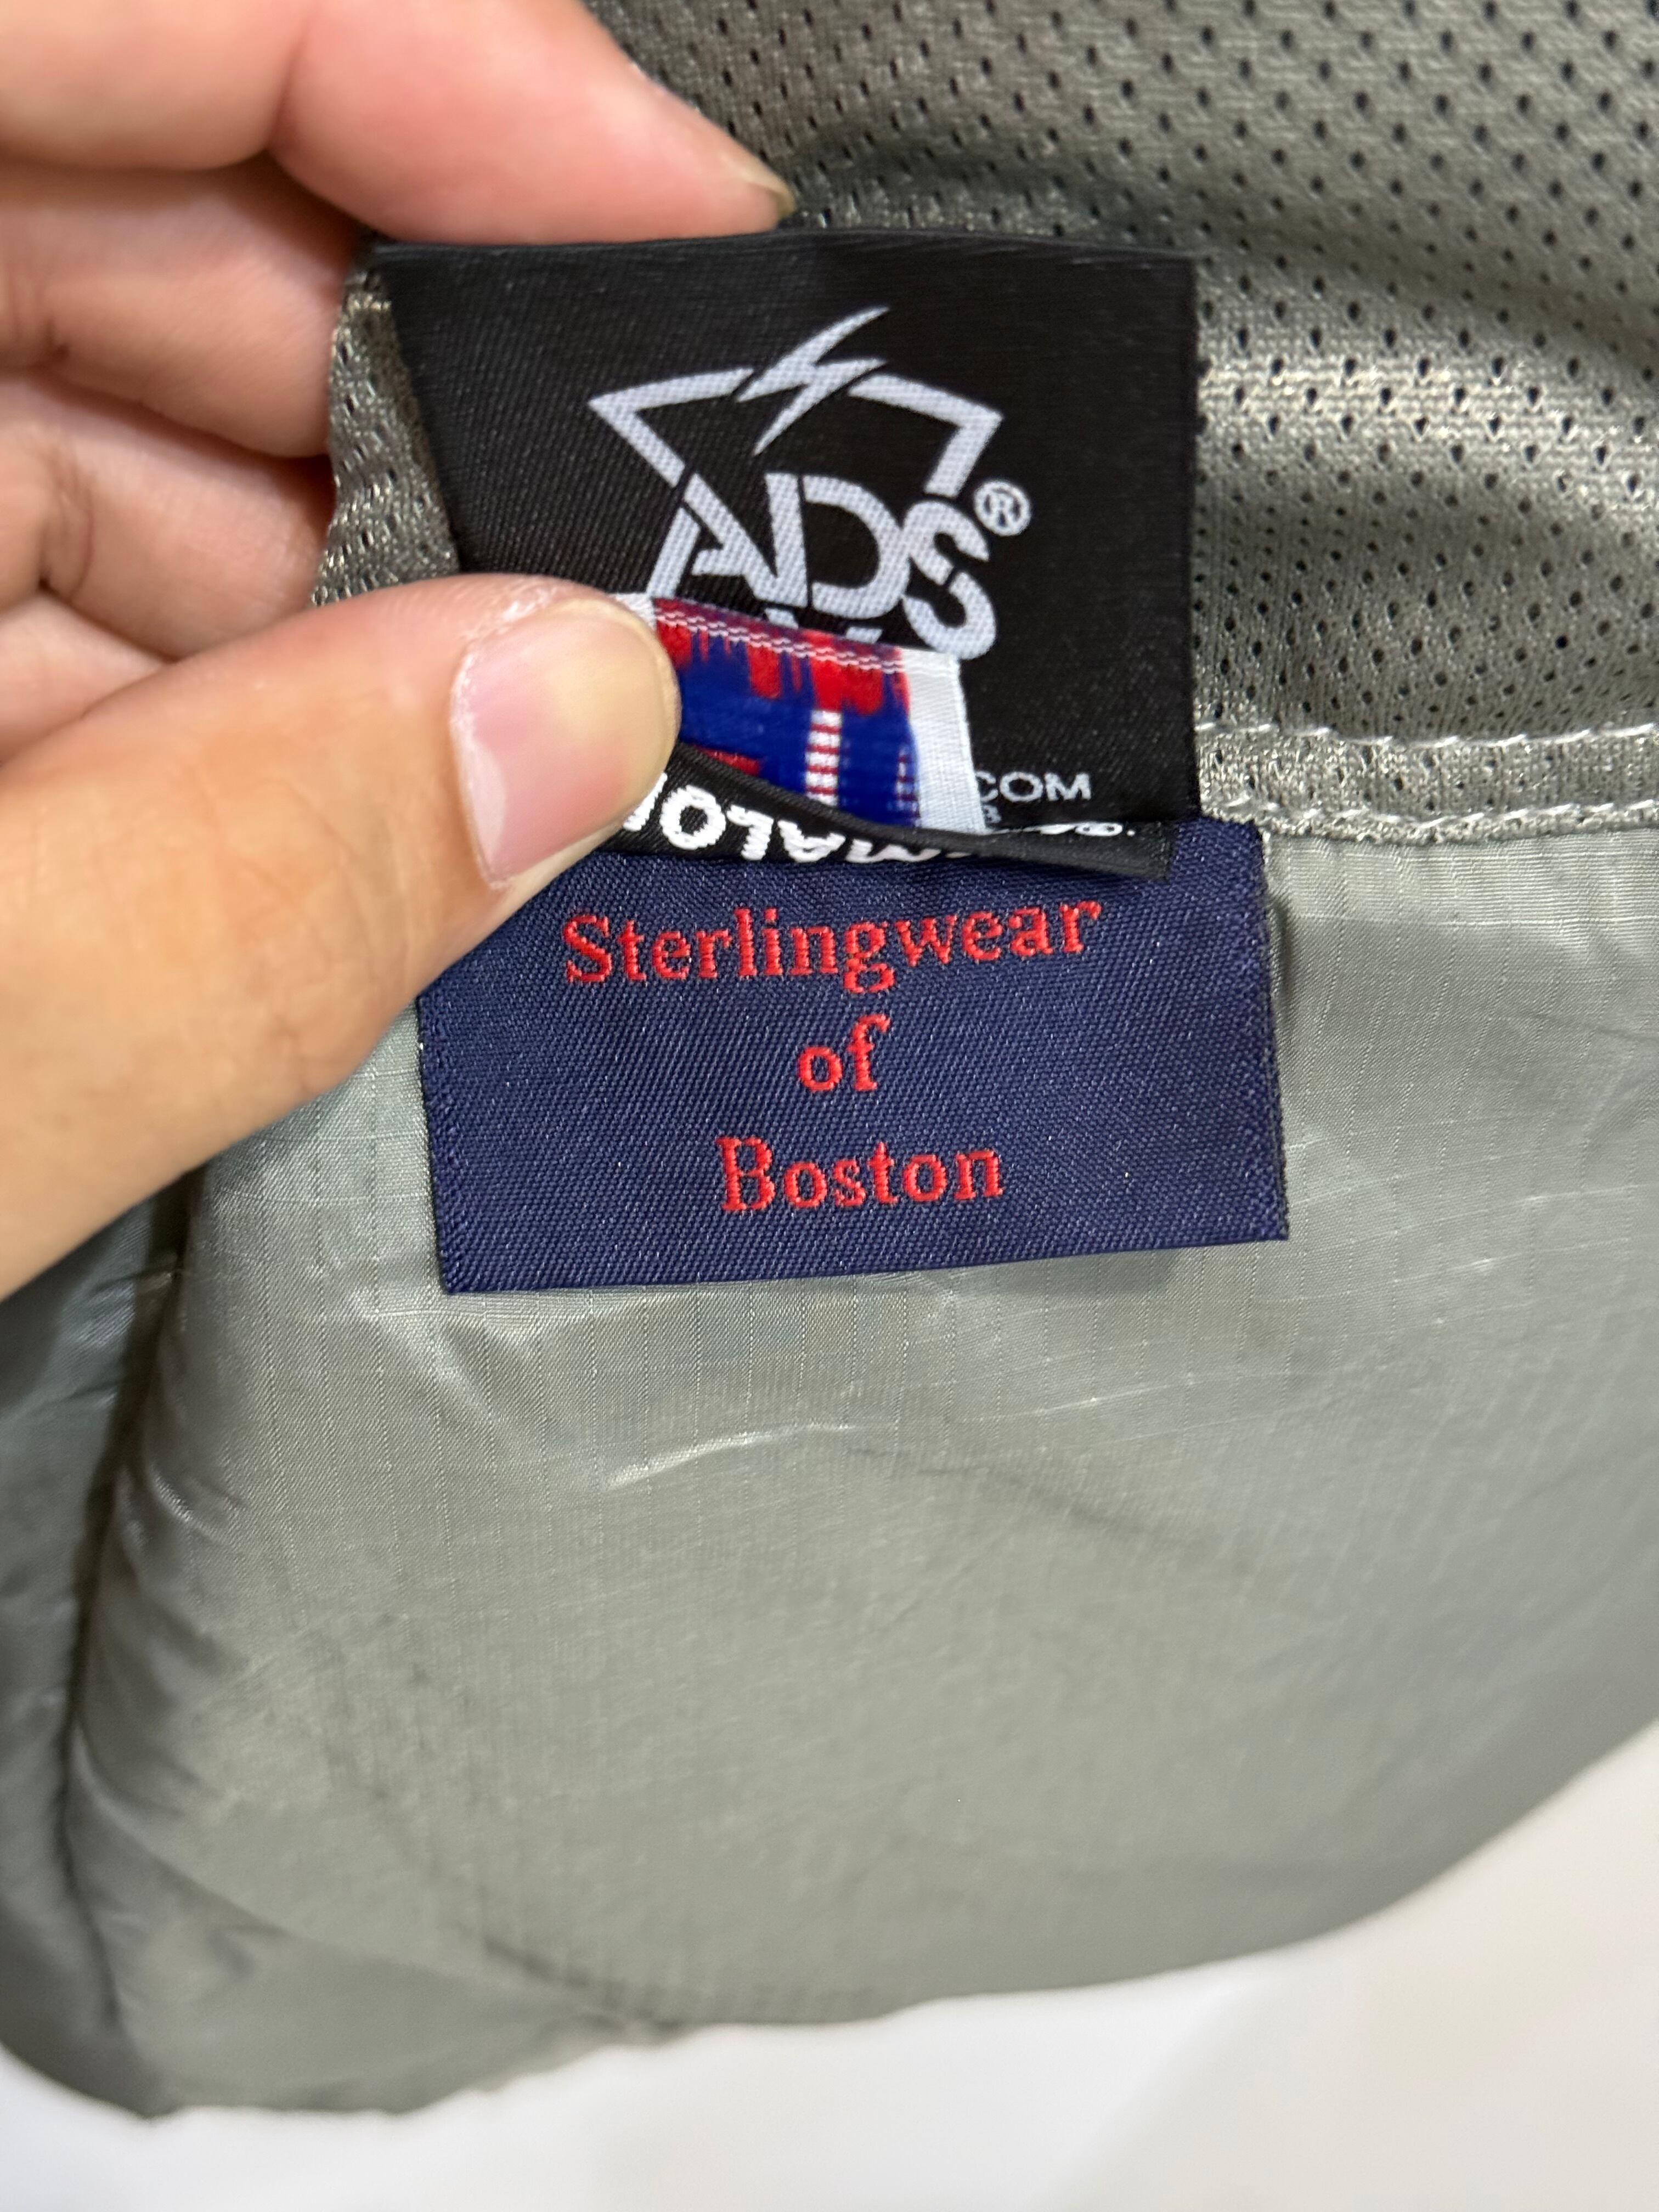 ADS®
COM
Sterlingwear
of
Boston